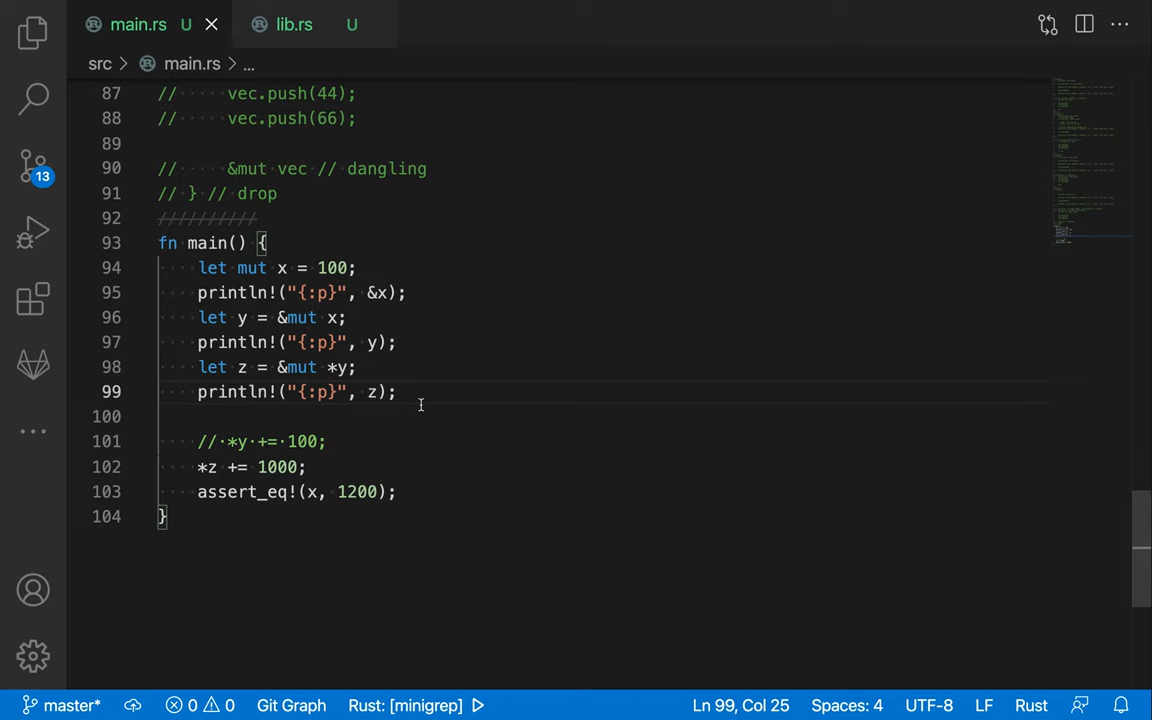 main.rs U
lib.rs U
src > main.rs > ...
87 // ····· vec.push(44);
88 // ····· vec.push(66);
89
90 // ····· &mut vec // dangling
91 // } // drop
92 //////////
93 fn main() {
94 ···· let mut x = 100;
95 ···· println!("{:p}", &x);
96 ···· let y = &mut x;
97 ···· println!("{:p}", y);
98 ···· let z = &mut *y;
99 ···· println!("{:p}", z);
100
101 ···· //·*y·+=·100;
102 ···· *z += 1000;
103 ···· assert_eq!(x, 1200);
104 }
13
master* 0 0 Git Graph Rust: [minigrep] Ln 99, Col 25 Spaces: 4 UTF-8 LF Rust